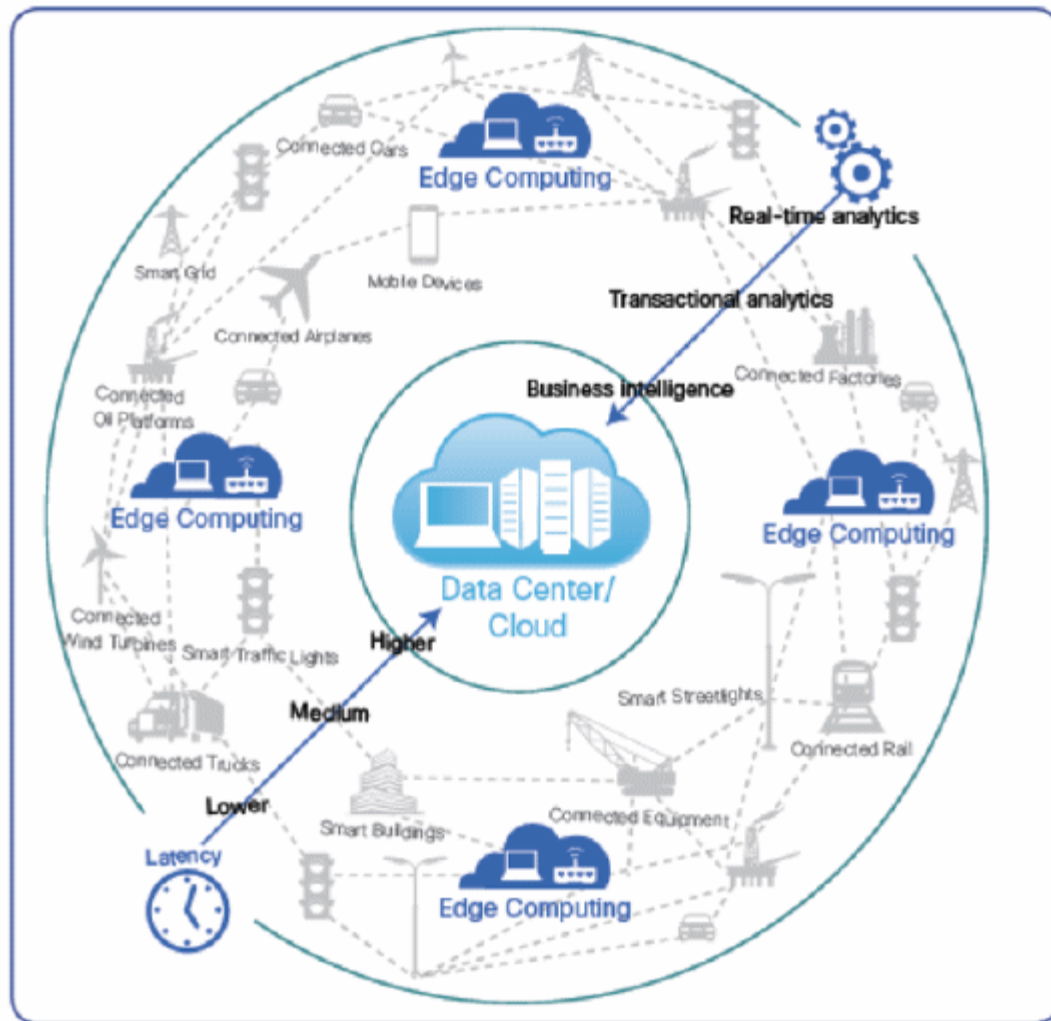 Connected Cars
Edge Computing
Real-time analytics
Smart Grid
Mobile Devices
Transactional analytics
Connected Airplanes
Connected Factories
Business intelligence
Connected
Oil Platforms
Edge Computing
Edge Computing
Data Center/
Cloud
Connected
Wind Turbines
Smart Traffic Lights
Higher
Smart Streetlights
Medium
Connected Rail
Connected Trucks
Lower
Connected Equipment
Smart Buildings
Latency
Edge Computing